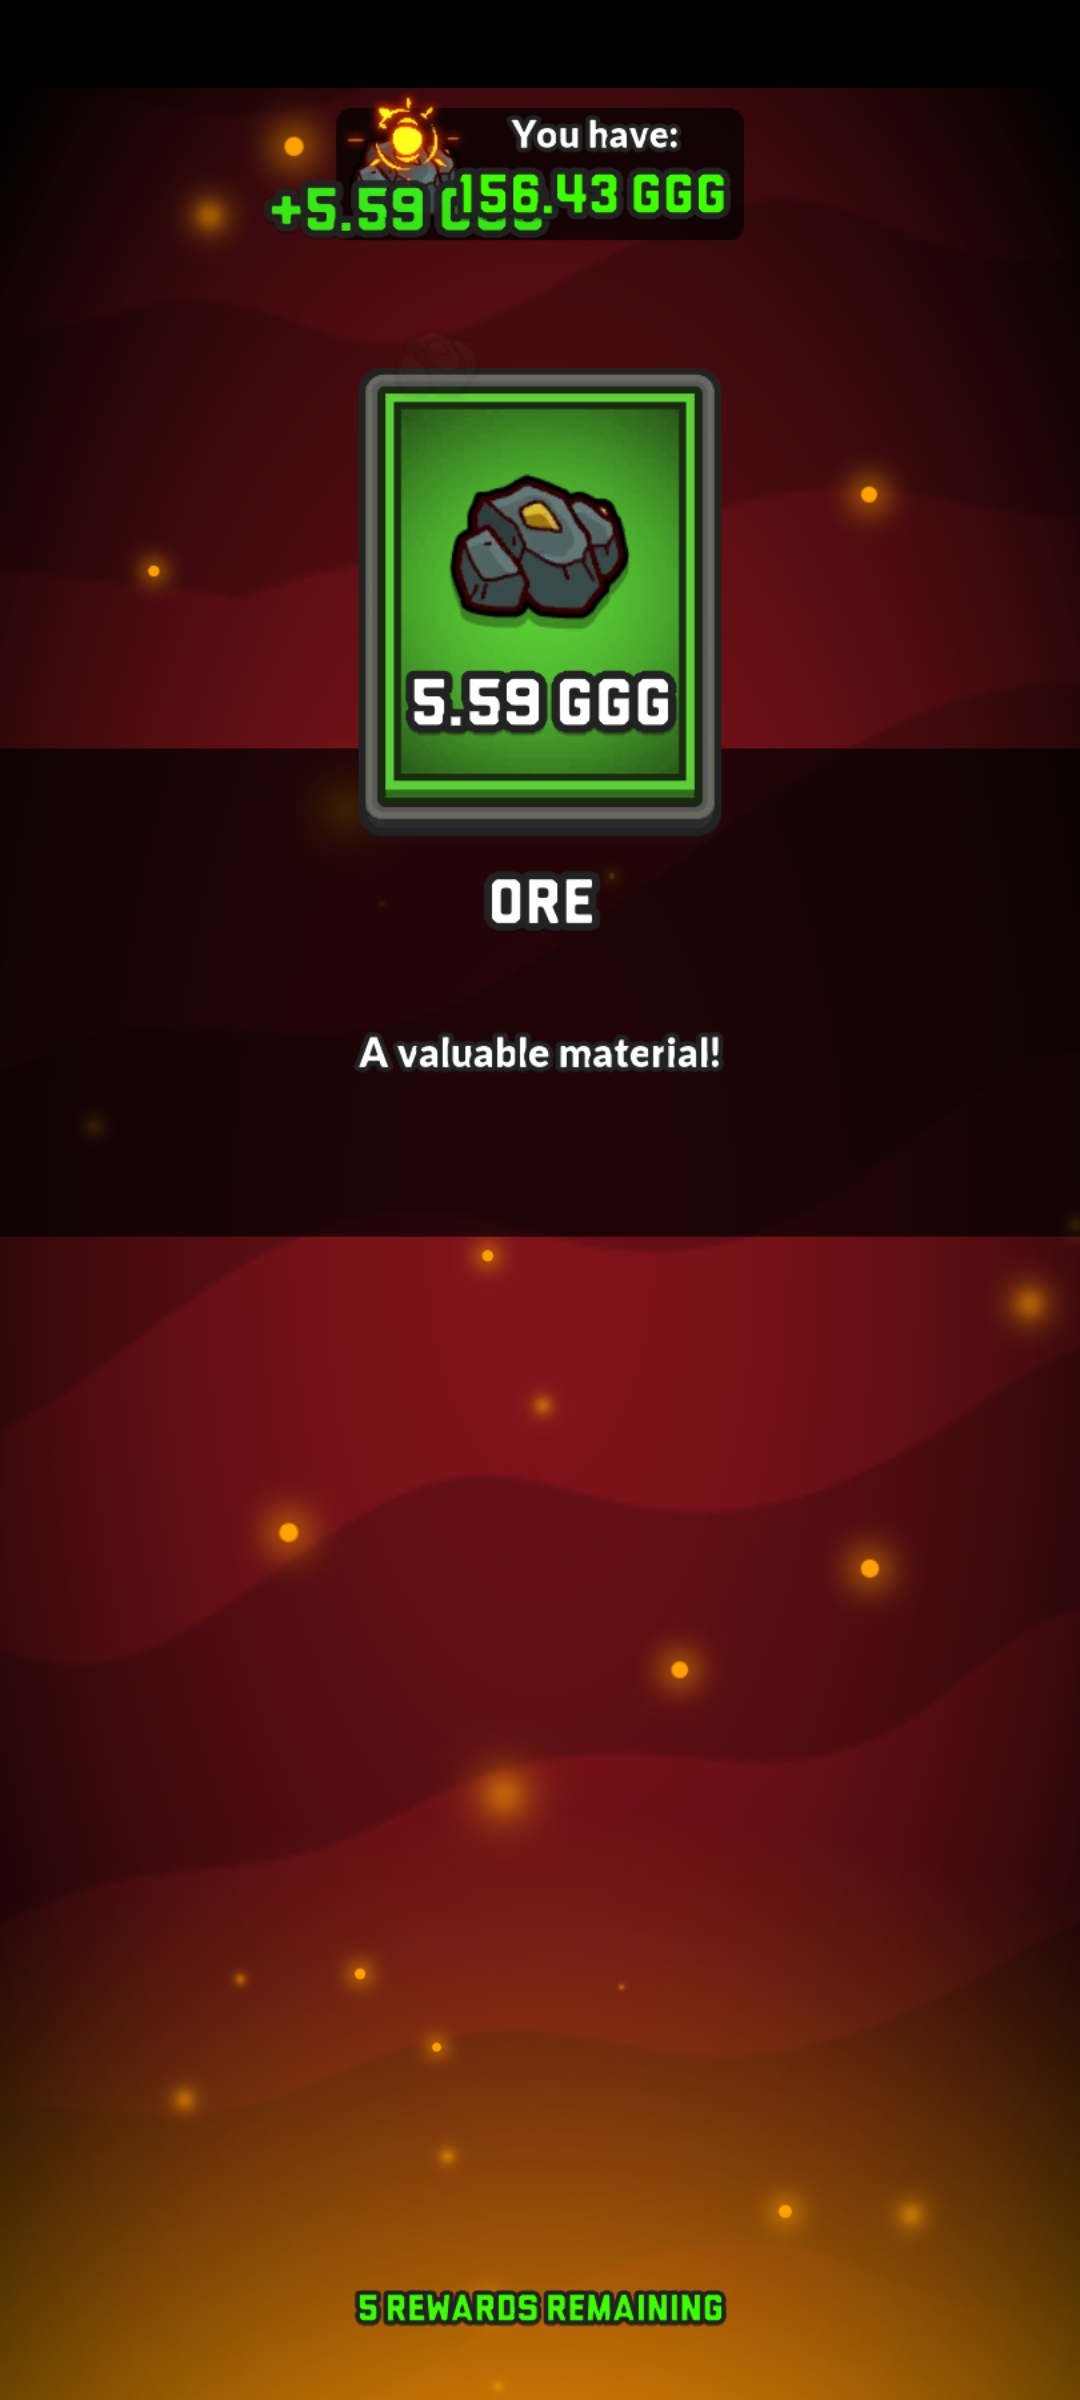 You have:
+5.59
156.43 GGG
5.59 GGG
ORE
A valuable material!
5 REWARDS REMAINING